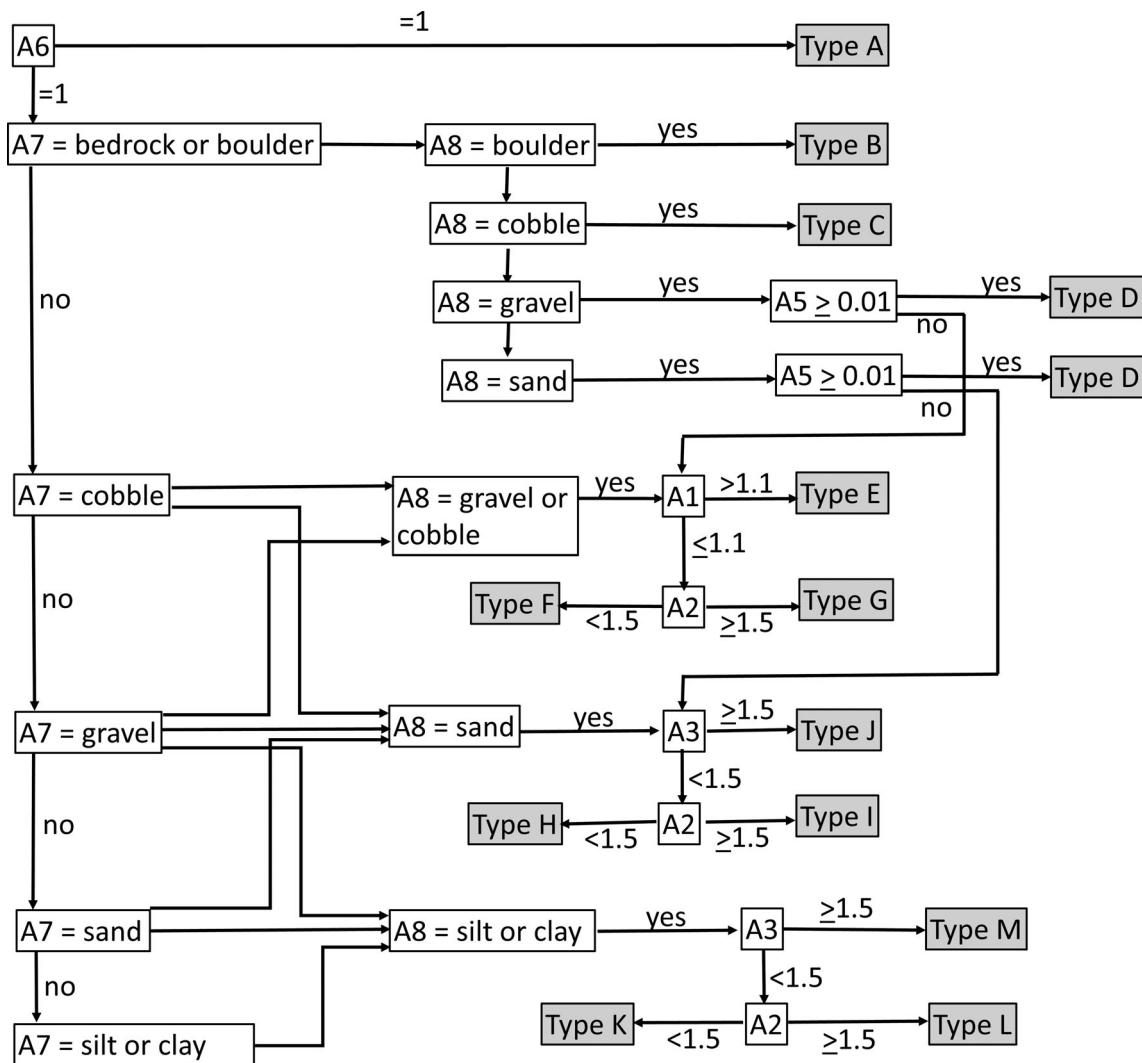 =1
A6
Type A
=1
A7 = bedrock or boulder
A8 = boulder
yes
Type B
A8 = cobble
yes
Type C
no
A8 = gravel
yes
A5 ≥ 0.01
yes
Type D
no
A8 = sand
yes
A5 ≥ 0.01
yes
Type D
no
A7 = cobble
A8 = gravel or
cobble
yes
A1
>1.1
Type E
≤1.1
no
Type F
<1.5
A2
≥1.5
Type G
A7 = gravel
A8 = sand
yes
A3
≥1.5
Type J
<1.5
no
Type H
<1.5
A2
≥1.5
Type I
A7 = sand
A8 = silt or clay
yes
A3
≥1.5
Type M
<1.5
no
A7 = silt or clay
Type K
<1.5
A2
≥1.5
Type L